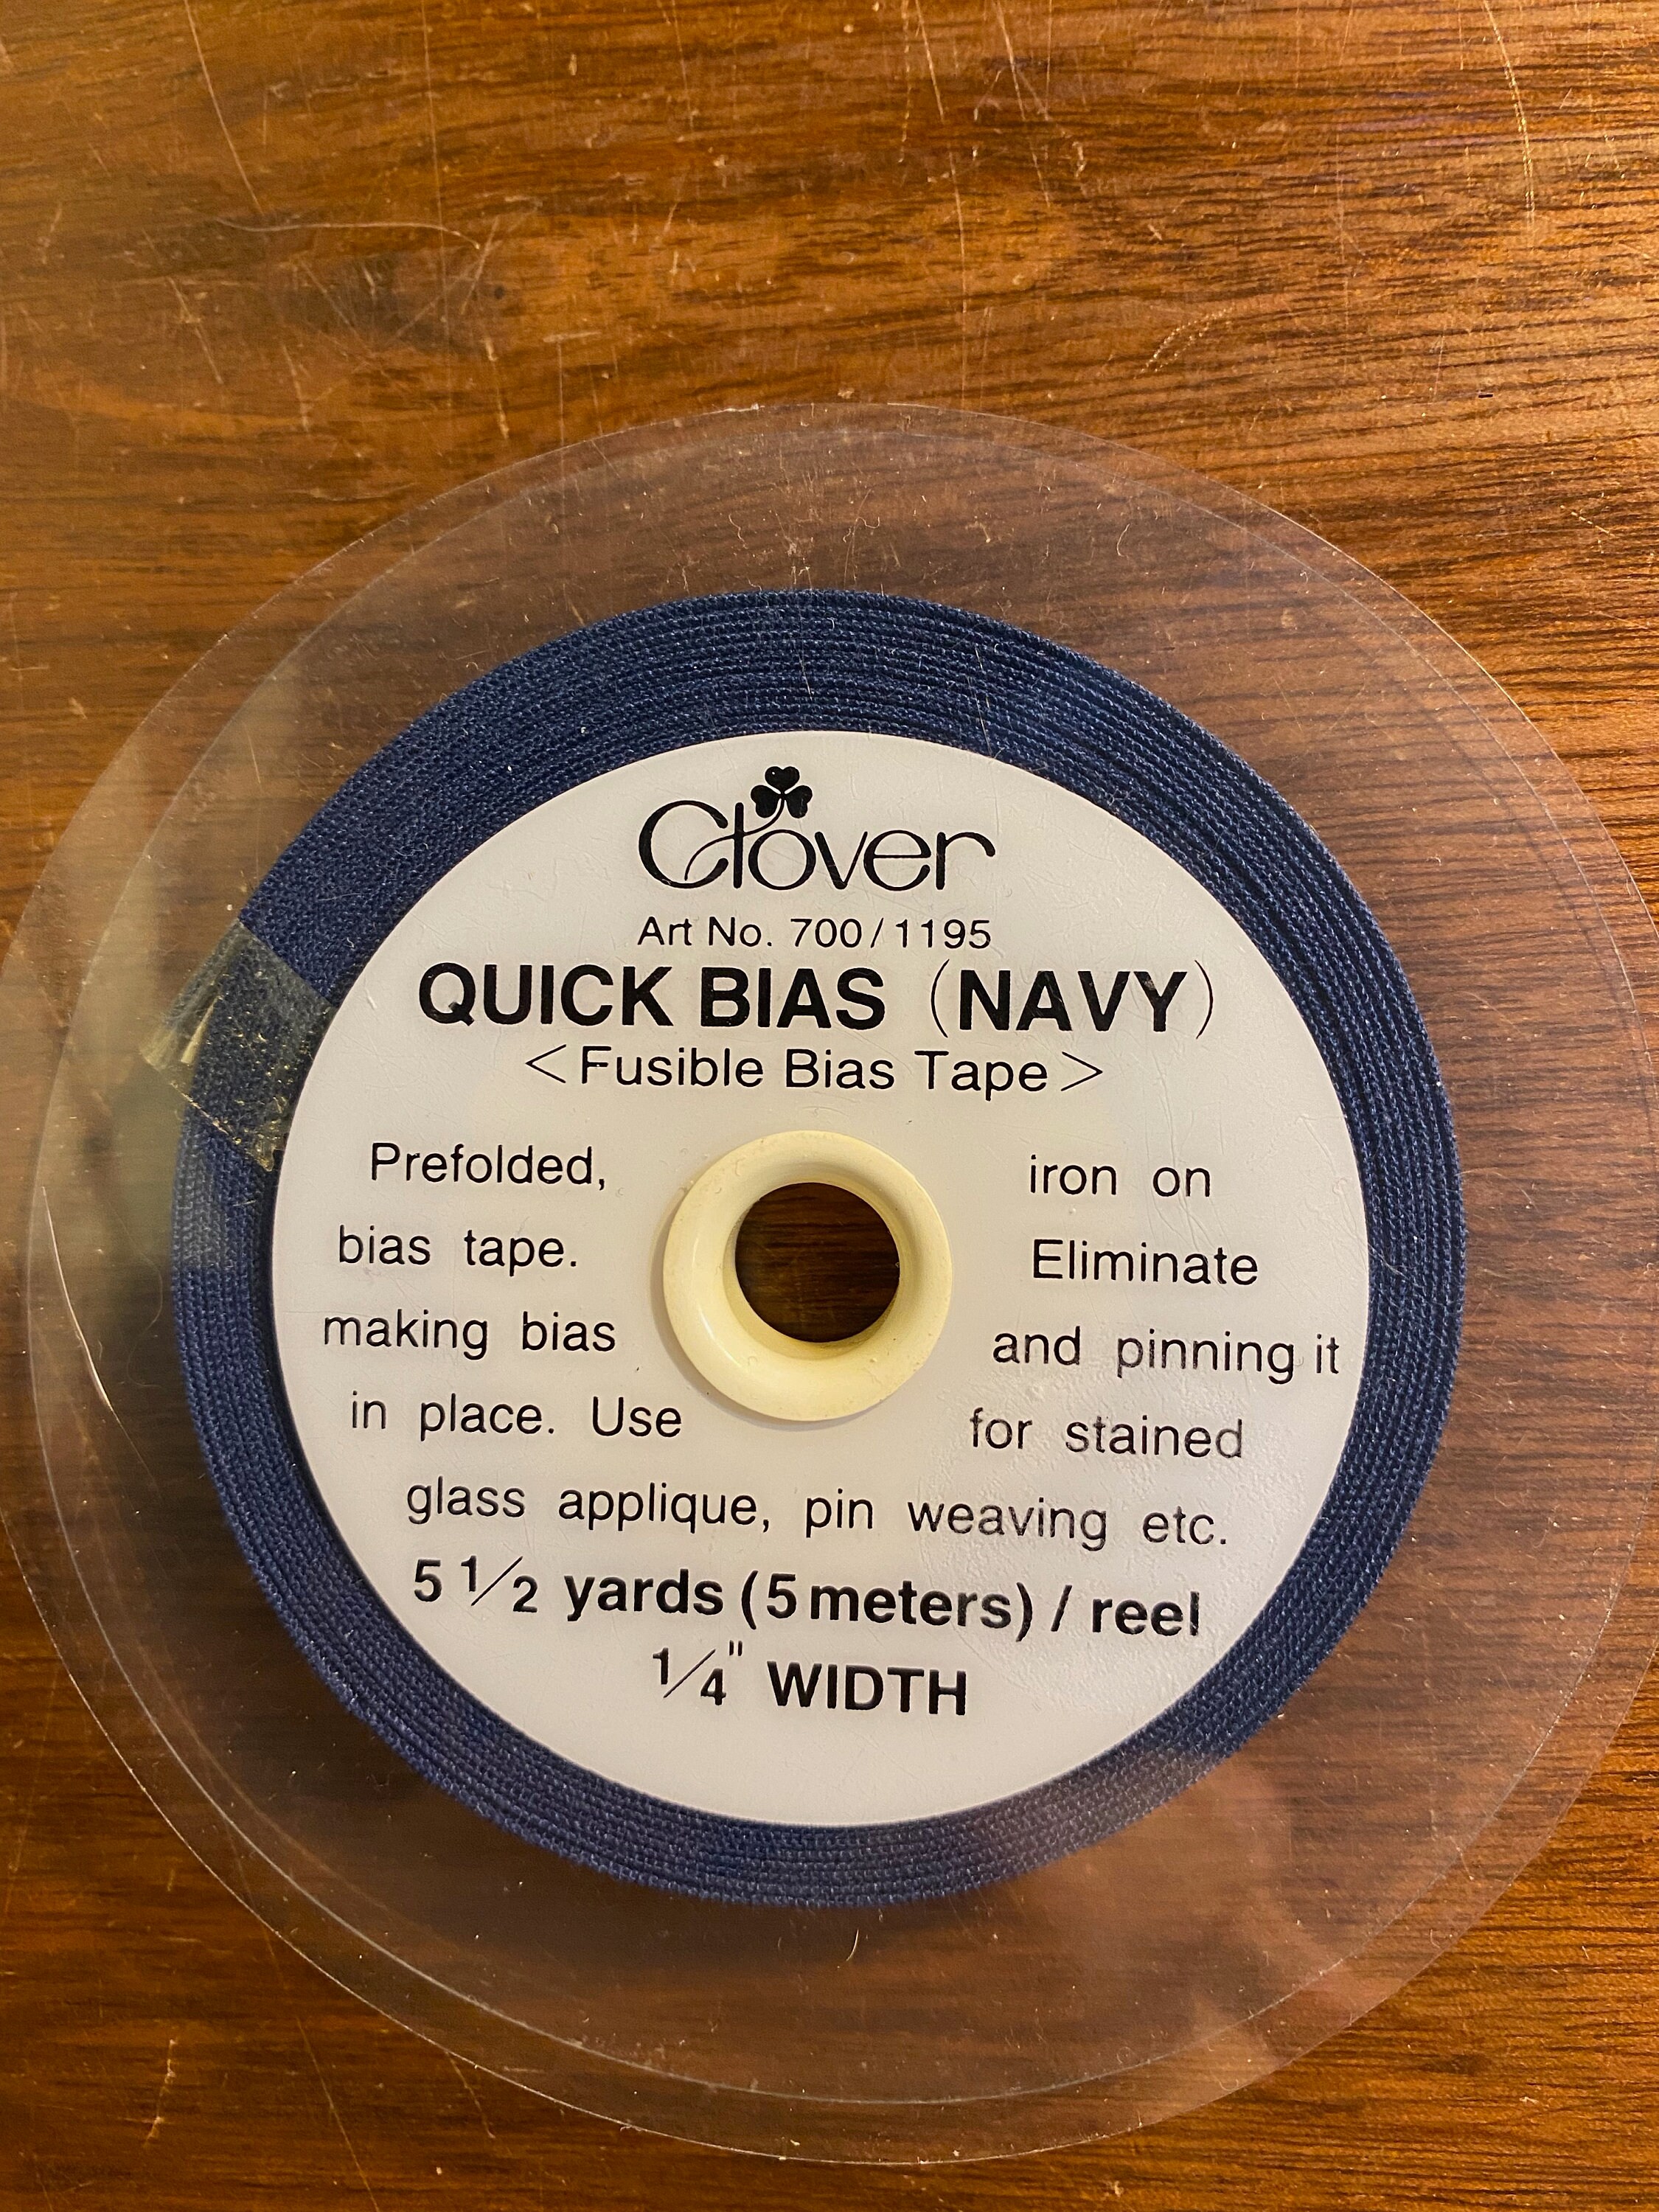 Clover
Art No. 700/1195
QUICK BIAS (NAVY)
<Fusible Bias Tape>
Prefolded, iron on
bias tape. Eliminate
making bias and pinning it
in place. Use for stained
glass applique, pin weaving etc.
5 1/2 yards (5 meters) / reel
1/4" WIDTH